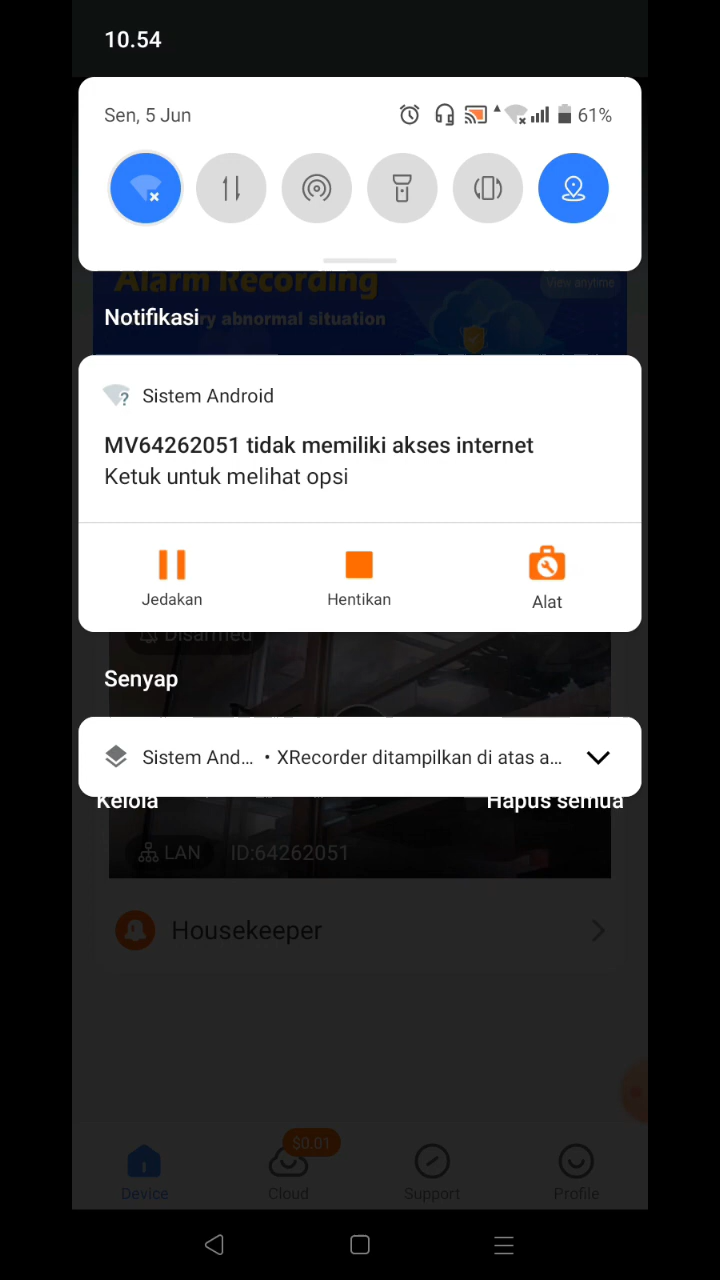 10.54
Sen, 5 Jun
61%
Alarm Recording
View anytime
Notifikasi
ry abnormal situation
Sistem Android
MV64262051 tidak memiliki akses internet
Ketuk untuk melihat opsi
Jedakan
Hentikan
Alat
Disarmed
Senyap
Sistem And... • XRecorder ditampilkan di atas a...
Kelola
Hapus semua
LAN
ID:64262051
Housekeeper
$0.01
Device
Cloud
Support
Profile